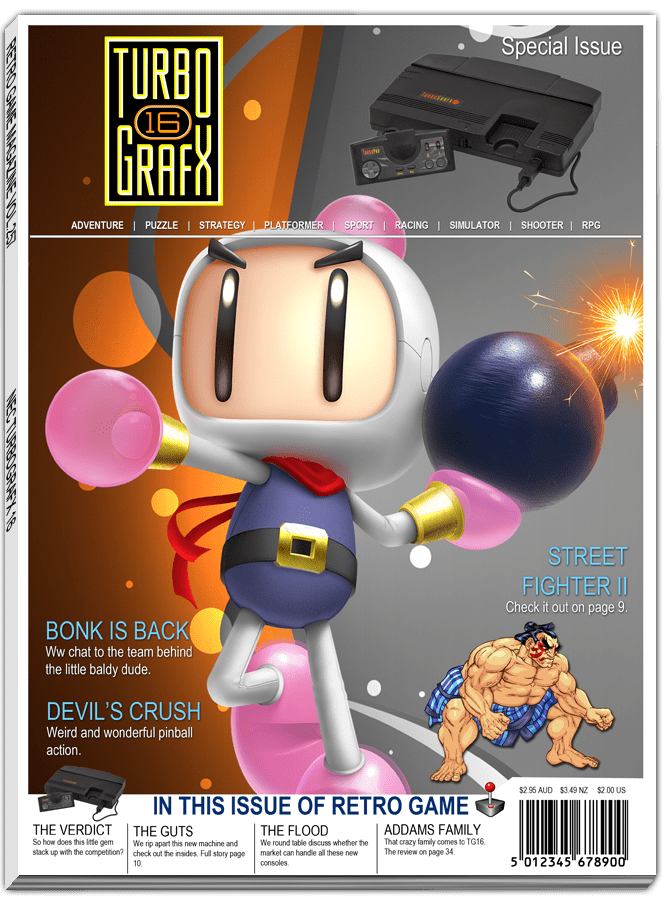 TURBO
16
GRAFX
Special Issue
ADVENTURE | PUZZLE | STRATEGY | PLATFORMER | SPORT | RACING | SIMULATOR | SHOOTER | RPG
STREET
FIGHTER II
Check it out on page 9.
BONK IS BACK
Ww chat to the team behind
the little baldy dude.
DEVIL'S CRUSH
Weird and wonderful pinball
action.
IN THIS ISSUE OF RETRO GAME
THE VERDICT
So how does this little gem
stack up with the competition?
THE GUTS
We rip apart this new machine and
check out the insides. Full story page
10.
THE FLOOD
We round table discuss whether the
market can handle all these new
consoles.
ADDAMS FAMILY
That crazy family comes to TG16.
The review on page 34.
$2.95 AUD $3.49 NZ $2.00 US
5 012345 678900